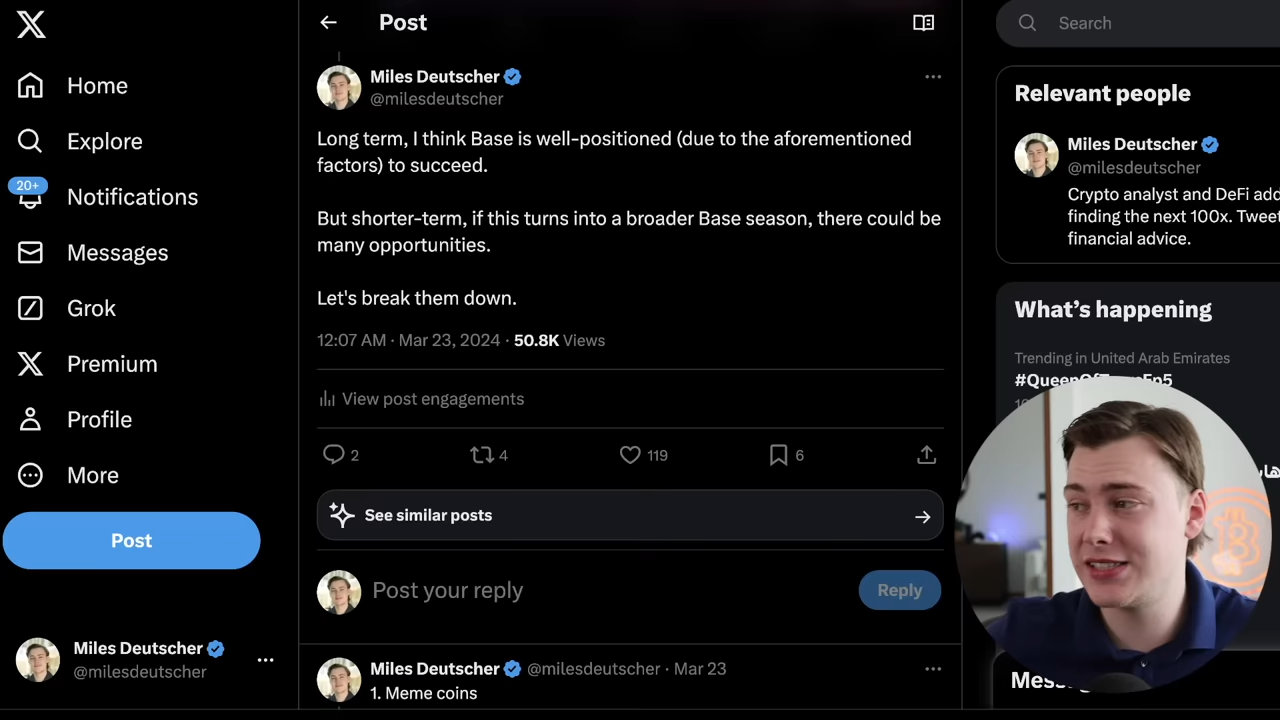 Home
Explore
20+
Notifications
Messages
Grok
Premium
Profile
More
Post
Miles Deutscher
@milesdeutscher
Post
Miles Deutscher
@milesdeutscher
Long term, I think Base is well-positioned (due to the aforementioned
factors) to succeed.
But shorter-term, if this turns into a broader Base season, there could be
many opportunities.
Let's break them down.
12:07 AM · Mar 23, 2024 · 50.8K Views
View post engagements
2
4
119
6
See similar posts
Post your reply
Reply
Miles Deutscher @milesdeutscher · Mar 23
1. Meme coins
Search
Relevant people
Miles Deutscher
@milesdeutscher
Crypto analyst and DeFi
finding the next 100x.
financial advice.
What's happening
Trending in United Arab Emirates